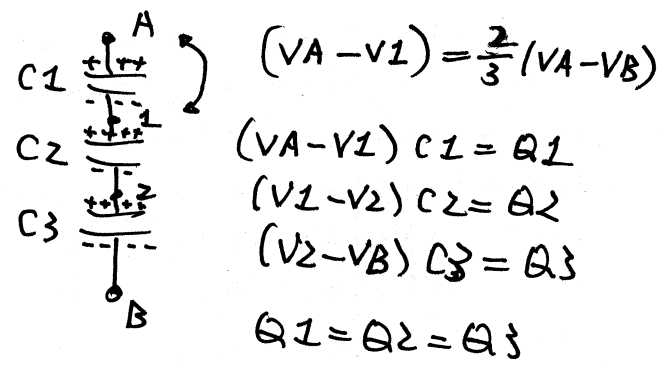 A
C1
+ ++
- - - -
1
++++
C2
- - -
2
++++
C3
- - - -
B
(VA-V1) = 2/3 (VA-VB)
(VA-V1) C1 = Q1
(V1-V2) C2 = Q2
(V2-VB) C3 = Q3
Q1 = Q2 = Q3